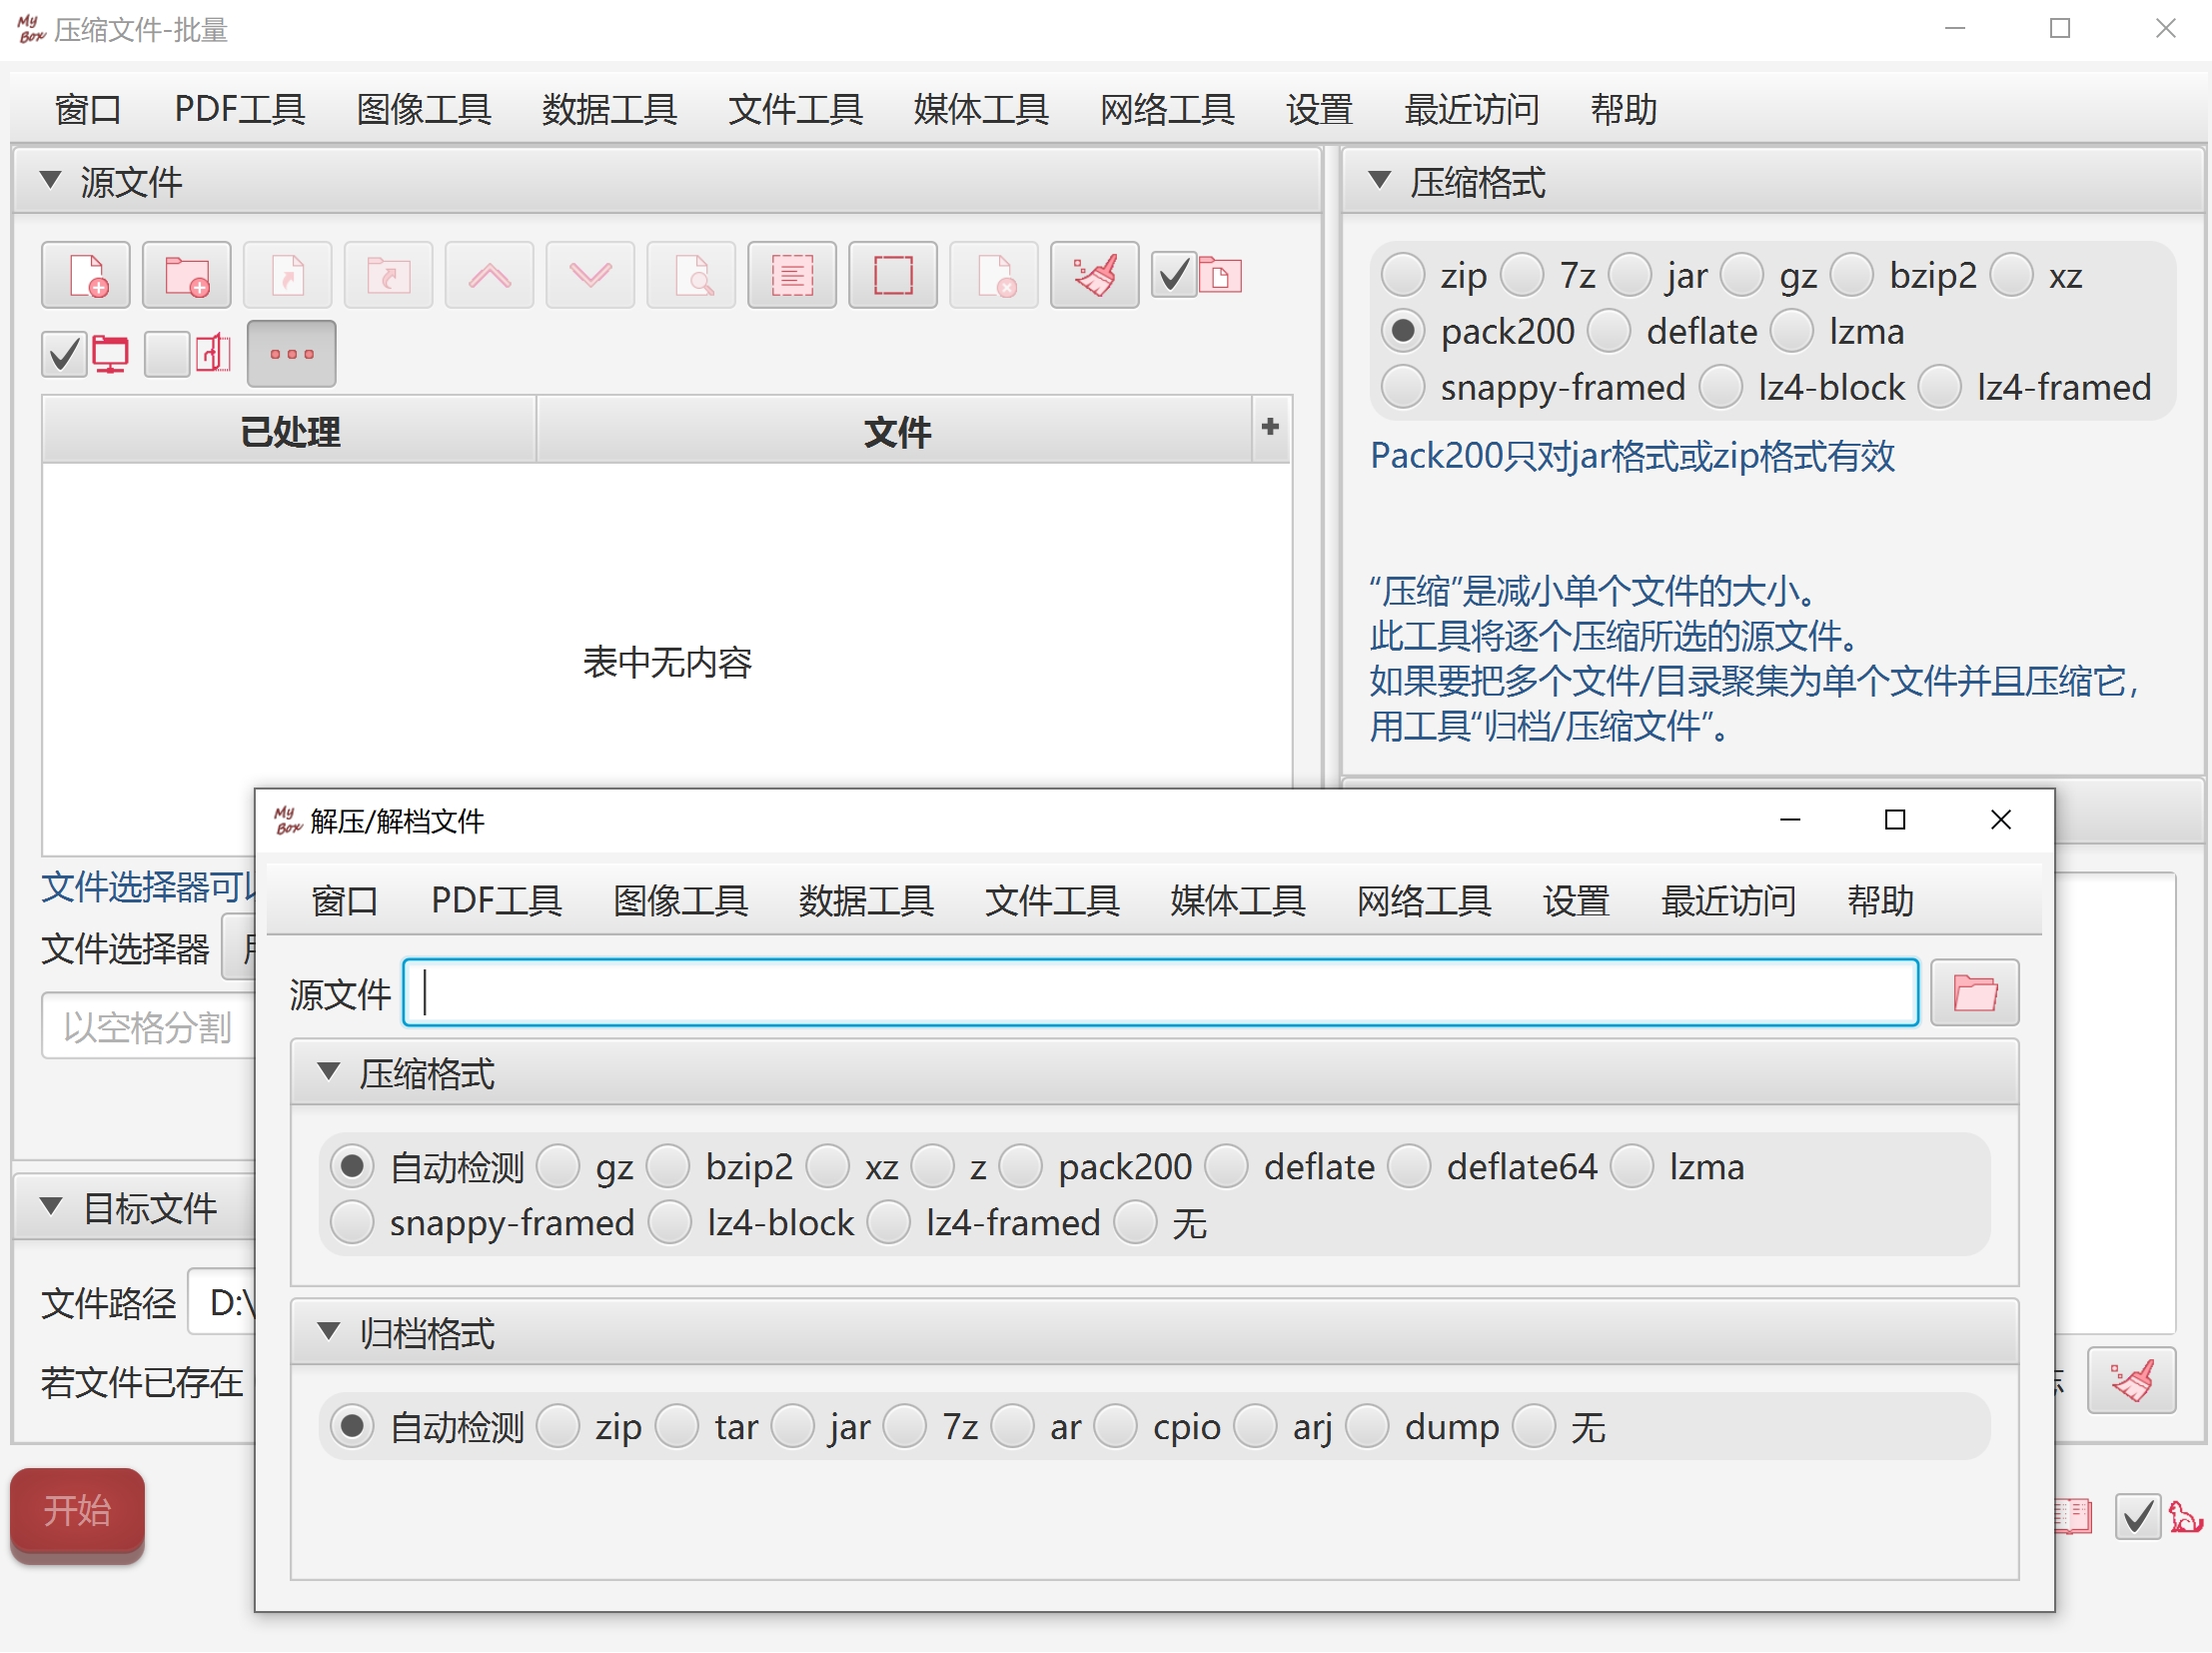 My Box 压缩文件-批量
窗口 PDF工具 图像工具 数据工具 文件工具 媒体工具 网络工具 设置 最近访问 帮助
源文件
已处理 文件 +
表中无内容
文件选择器可
文件选择器
以空格分割
目标文件
文件路径 D:\
若文件已存在
开始
压缩格式
zip 7z jar gz bzip2 xz
pack200 deflate lzma
snappy-framed lz4-block lz4-framed
Pack200只对jar格式或zip格式有效
“压缩”是减小单个文件的大小。
此工具将逐个压缩所选的源文件。
如果要把多个文件/目录聚集为单个文件并且压缩它，
用工具“归档/压缩文件”。
My Box 解压/解档文件
窗口 PDF工具 图像工具 数据工具 文件工具 媒体工具 网络工具 设置 最近访问 帮助
源文件
压缩格式
自动检测 gz bzip2 xz z pack200 deflate deflate64 lzma
snappy-framed lz4-block lz4-framed 无
归档格式
自动检测 zip tar jar 7z ar cpio arj dump 无